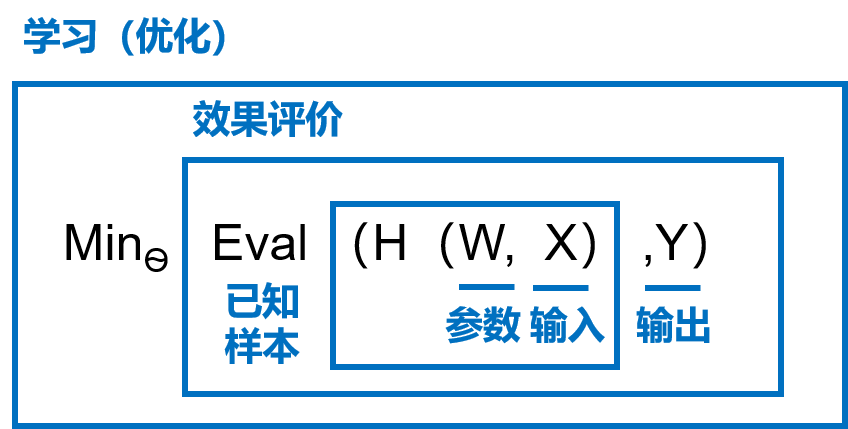 学习（优化）
效果评价
Minϴ Eval (H (W, X) ,Y)
已知
样本
参数 输入 输出